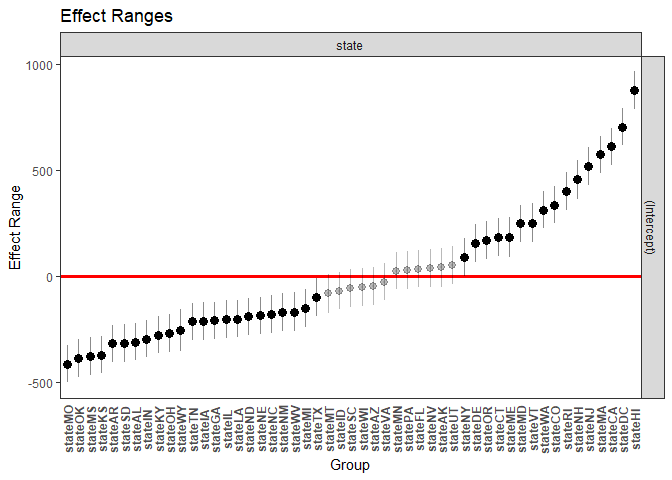 Effect Ranges
state
1000
500
0
-500
Effect Range
(Intercept)
stateMO
stateOK
stateMS
stateKS
stateAR
stateSD
stateAL
stateIN
stateKY
stateOH
stateWY
stateTN
stateIA
stateGA
stateIL
stateLA
stateND
stateNE
stateNC
stateNM
stateWV
stateMI
stateTX
stateMT
stateID
stateSC
stateWI
stateAZ
stateVA
stateMN
statePA
stateFL
stateNV
stateAK
stateUT
stateNY
stateDE
stateOR
stateCT
stateME
stateMD
stateVT
stateWA
stateCO
stateRI
stateNH
stateNJ
stateMA
stateCA
stateDC
stateHI
Group